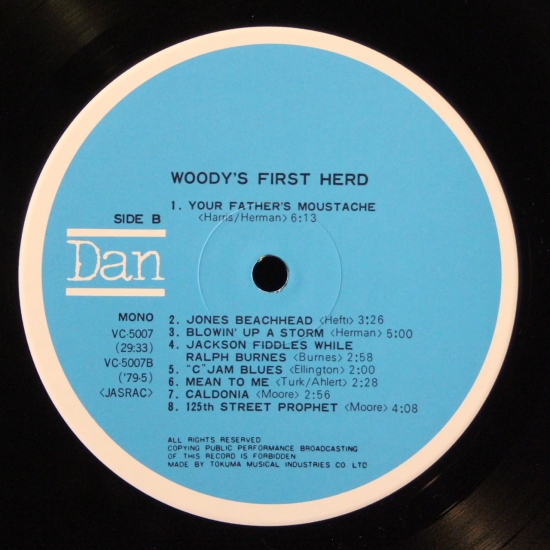 WOODY'S FIRST HERD
1. YOUR FATHER'S MOUSTACHE
<Harris/Herman> 6:13
SIDE B
Dan
MONO
VC-5007
(29:33)
VC-5007B
('79·5)
<JASRAC>
2. JONES BEACHHEAD <Hefti> 3:26
3. BLOWIN' UP A STORM <Herman> 5:00
4. JACKSON FIDDLES WHILE
RALPH BURNES <Burnes> 2:58
5. "C" JAM BLUES <Ellington> 2:00
6. MEAN TO ME <Turk/Ahlert> 2:28
7. CALDONIA <Moore> 2:56
8. 125th STREET PROPHET <Moore> 4:08
ALL RIGHTS RESERVED
COPYING PUBLIC PERFORMANCE BROADCASTING
OF THIS RECORD IS FORBIDDEN
MADE BY TOKUMA MUSICAL INDUSTRIES CO LTD